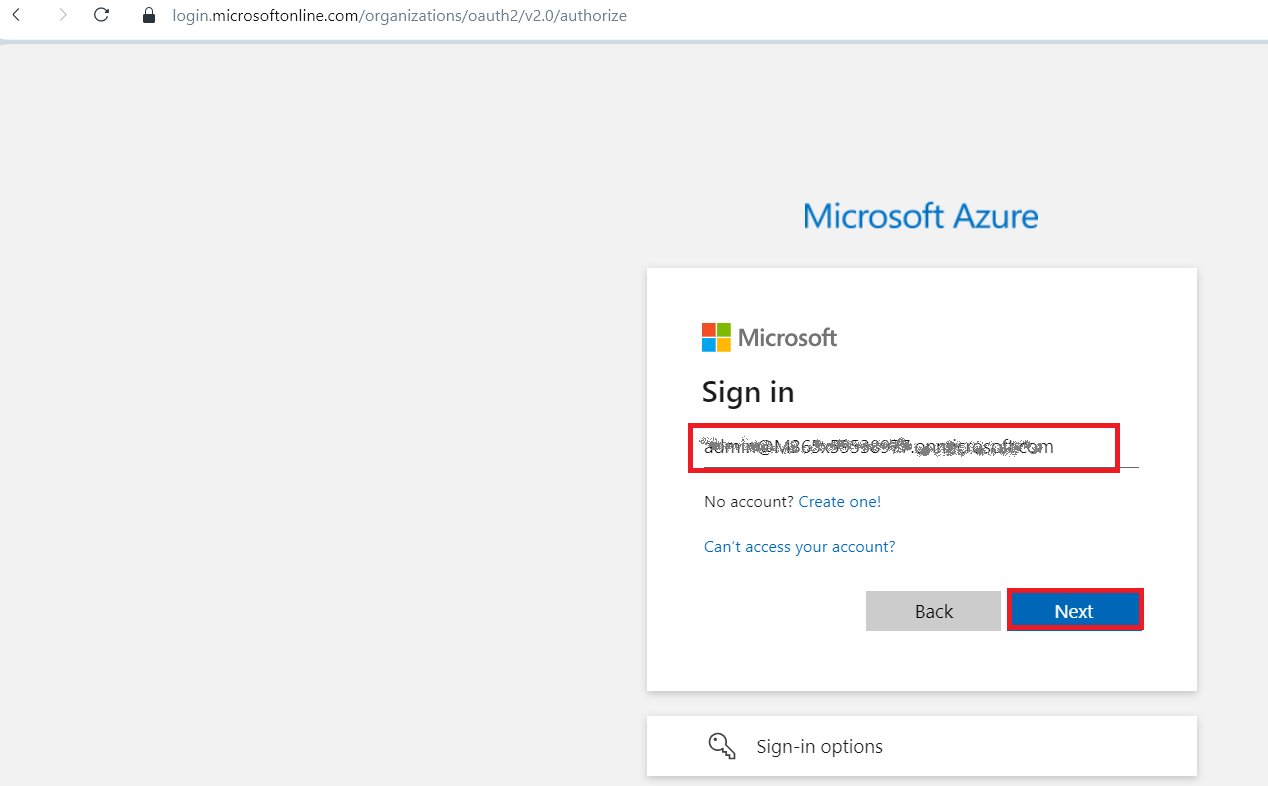 login.microsoftonline.com/organizations/oauth2/v2.0/authorize
Microsoft Azure
Microsoft
Sign in
No account? Create one!
Can't access your account?
Back
Next
Sign-in options